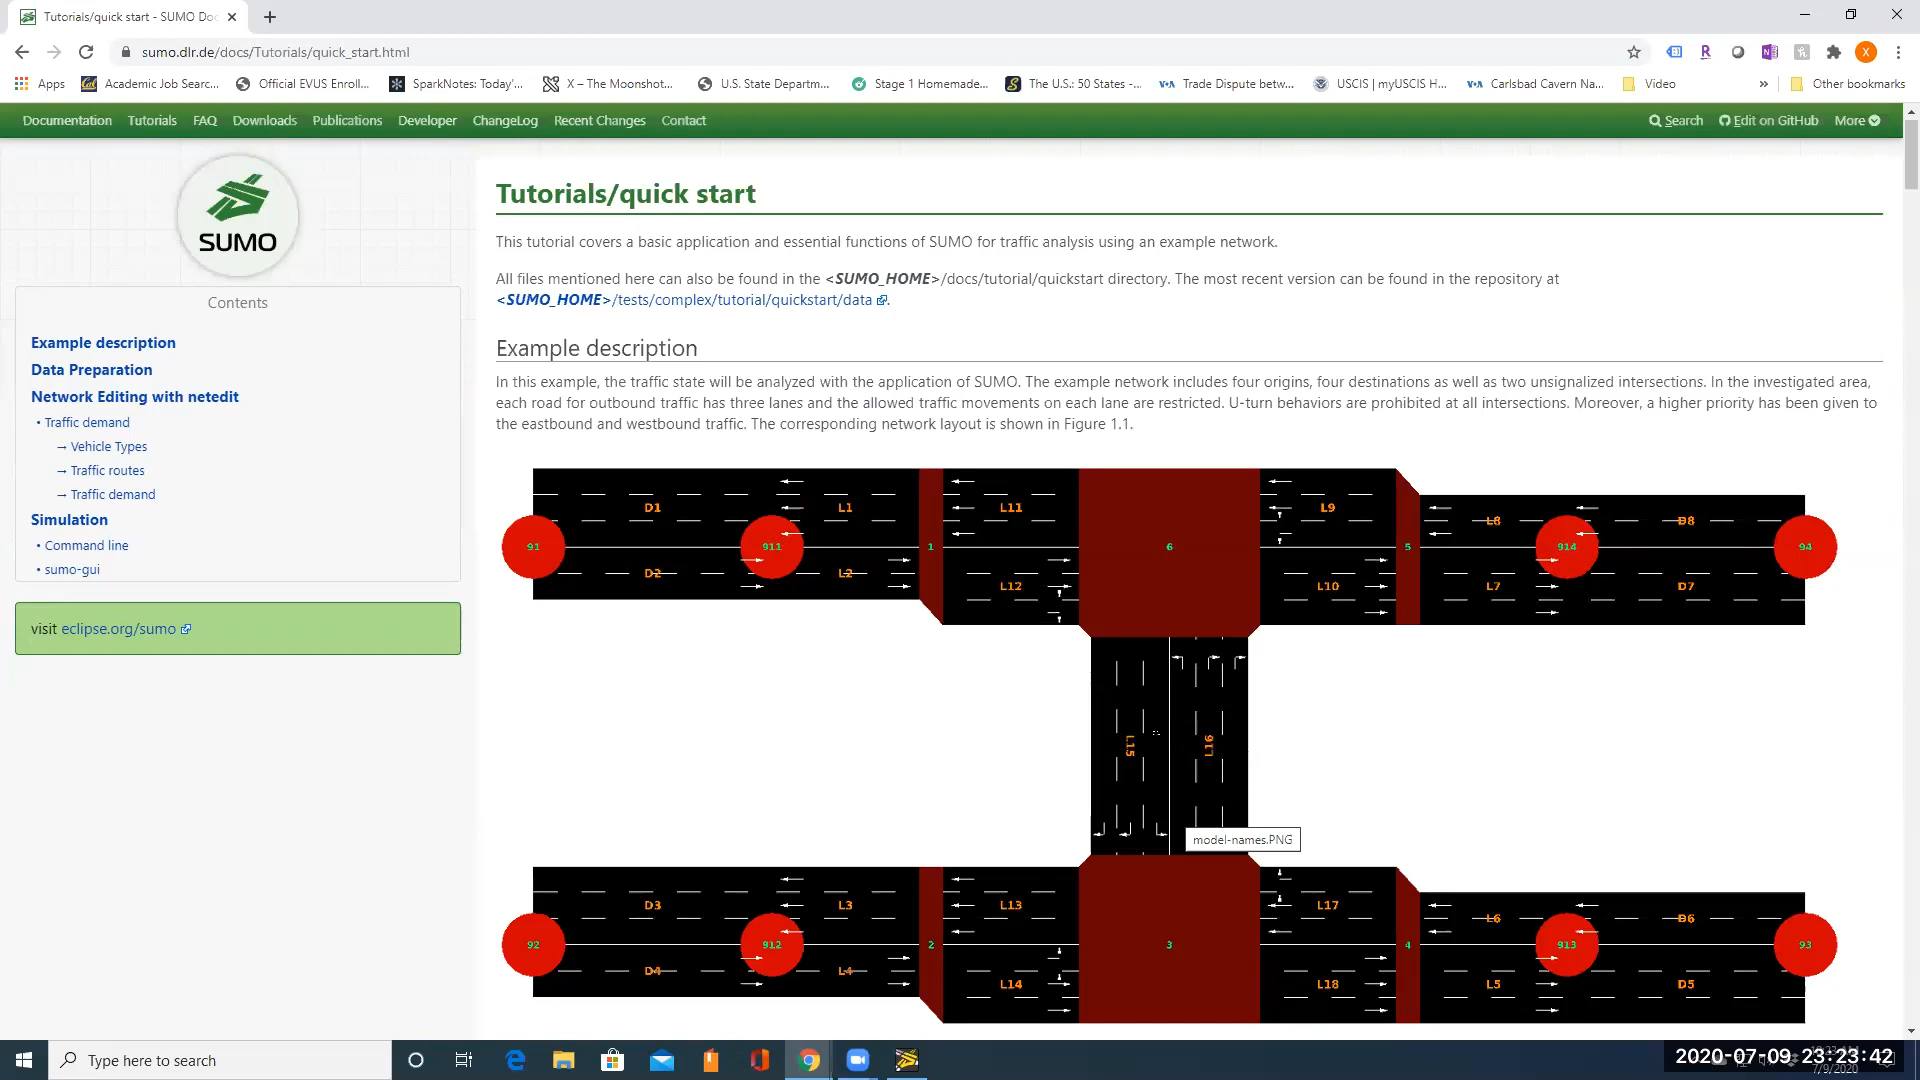 Tutorials/quick start - SUMO Doc
sumo.dlr.de/docs/Tutorials/quick_start.html
Apps Academic Job Searc... Official EVUS Enroll... SparkNotes: Today'... X – The Moonshot... U.S. State Departm... Stage 1 Homemade... The U.S.: 50 States -... Trade Dispute betw... USCIS | myUSCIS H... Carlsbad Cavern Na... Video » Other bookmarks
Documentation Tutorials FAQ Downloads Publications Developer ChangeLog Recent Changes Contact Search Edit on GitHub More
SUMO
Contents
Example description
Data Preparation
Network Editing with netedit
• Traffic demand
→ Vehicle Types
→ Traffic routes
→ Traffic demand
Simulation
• Command line
• sumo-gui
visit eclipse.org/sumo
Tutorials/quick start
This tutorial covers a basic application and essential functions of SUMO for traffic analysis using an example network.
All files mentioned here can also be found in the <SUMO_HOME>/docs/tutorial/quickstart directory. The most recent version can be found in the repository at
<SUMO_HOME>/tests/complex/tutorial/quickstart/data.
Example description
In this example, the traffic state will be analyzed with the application of SUMO. The example network includes four origins, four destinations as well as two unsignalized intersections. In the investigated area,
each road for outbound traffic has three lanes and the allowed traffic movements on each lane are restricted. U-turn behaviors are prohibited at all intersections. Moreover, a higher priority has been given to
the eastbound and westbound traffic. The corresponding network layout is shown in Figure 1.1.
D1 L1 L11 L9 L8 D8
91 911 1 6 5 914 94
D2 L2 L12 L10 L7 D7
L15 L16
model-names.PNG
D3 L3 L13 L17 L6 D6
92 912 2 3 4 913 93
D4 L4 L14 L18 L5 D5
Type here to search
2020-07-09 23:23:42
7/9/2020